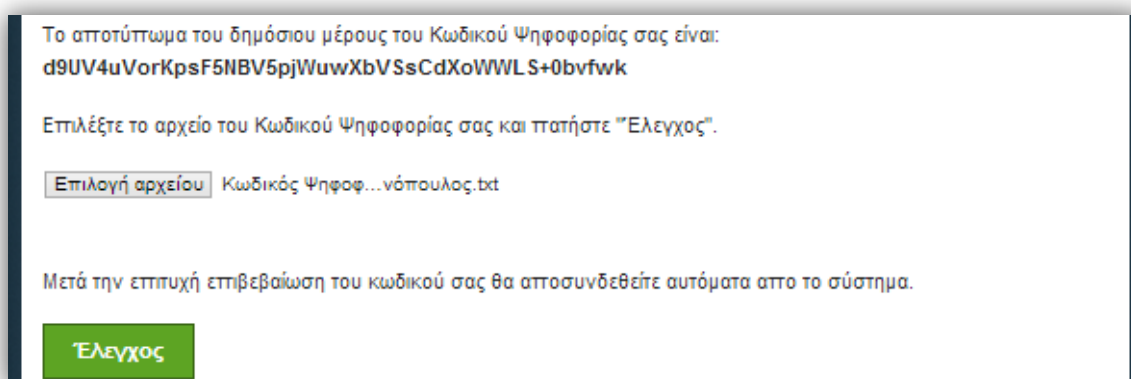 Το αποτύπωμα του δημόσιου μέρους του Κωδικού Ψηφοφορίας σας είναι:
d9UV4uVorKpsF5NBV5pjWuwXbVSsCdXoWWLS+0bvfwk
Επιλέξτε το αρχείο του Κωδικού Ψηφοφορίας σας και πατήστε "Έλεγχος".
Επιλογή αρχείου Κωδικός Ψηφοφ...νόπουλος.txt
Μετά την επιτυχή επιβεβαίωση του κωδικού σας θα αποσυνδεθείτε αυτόματα απο το σύστημα.
Έλεγχος